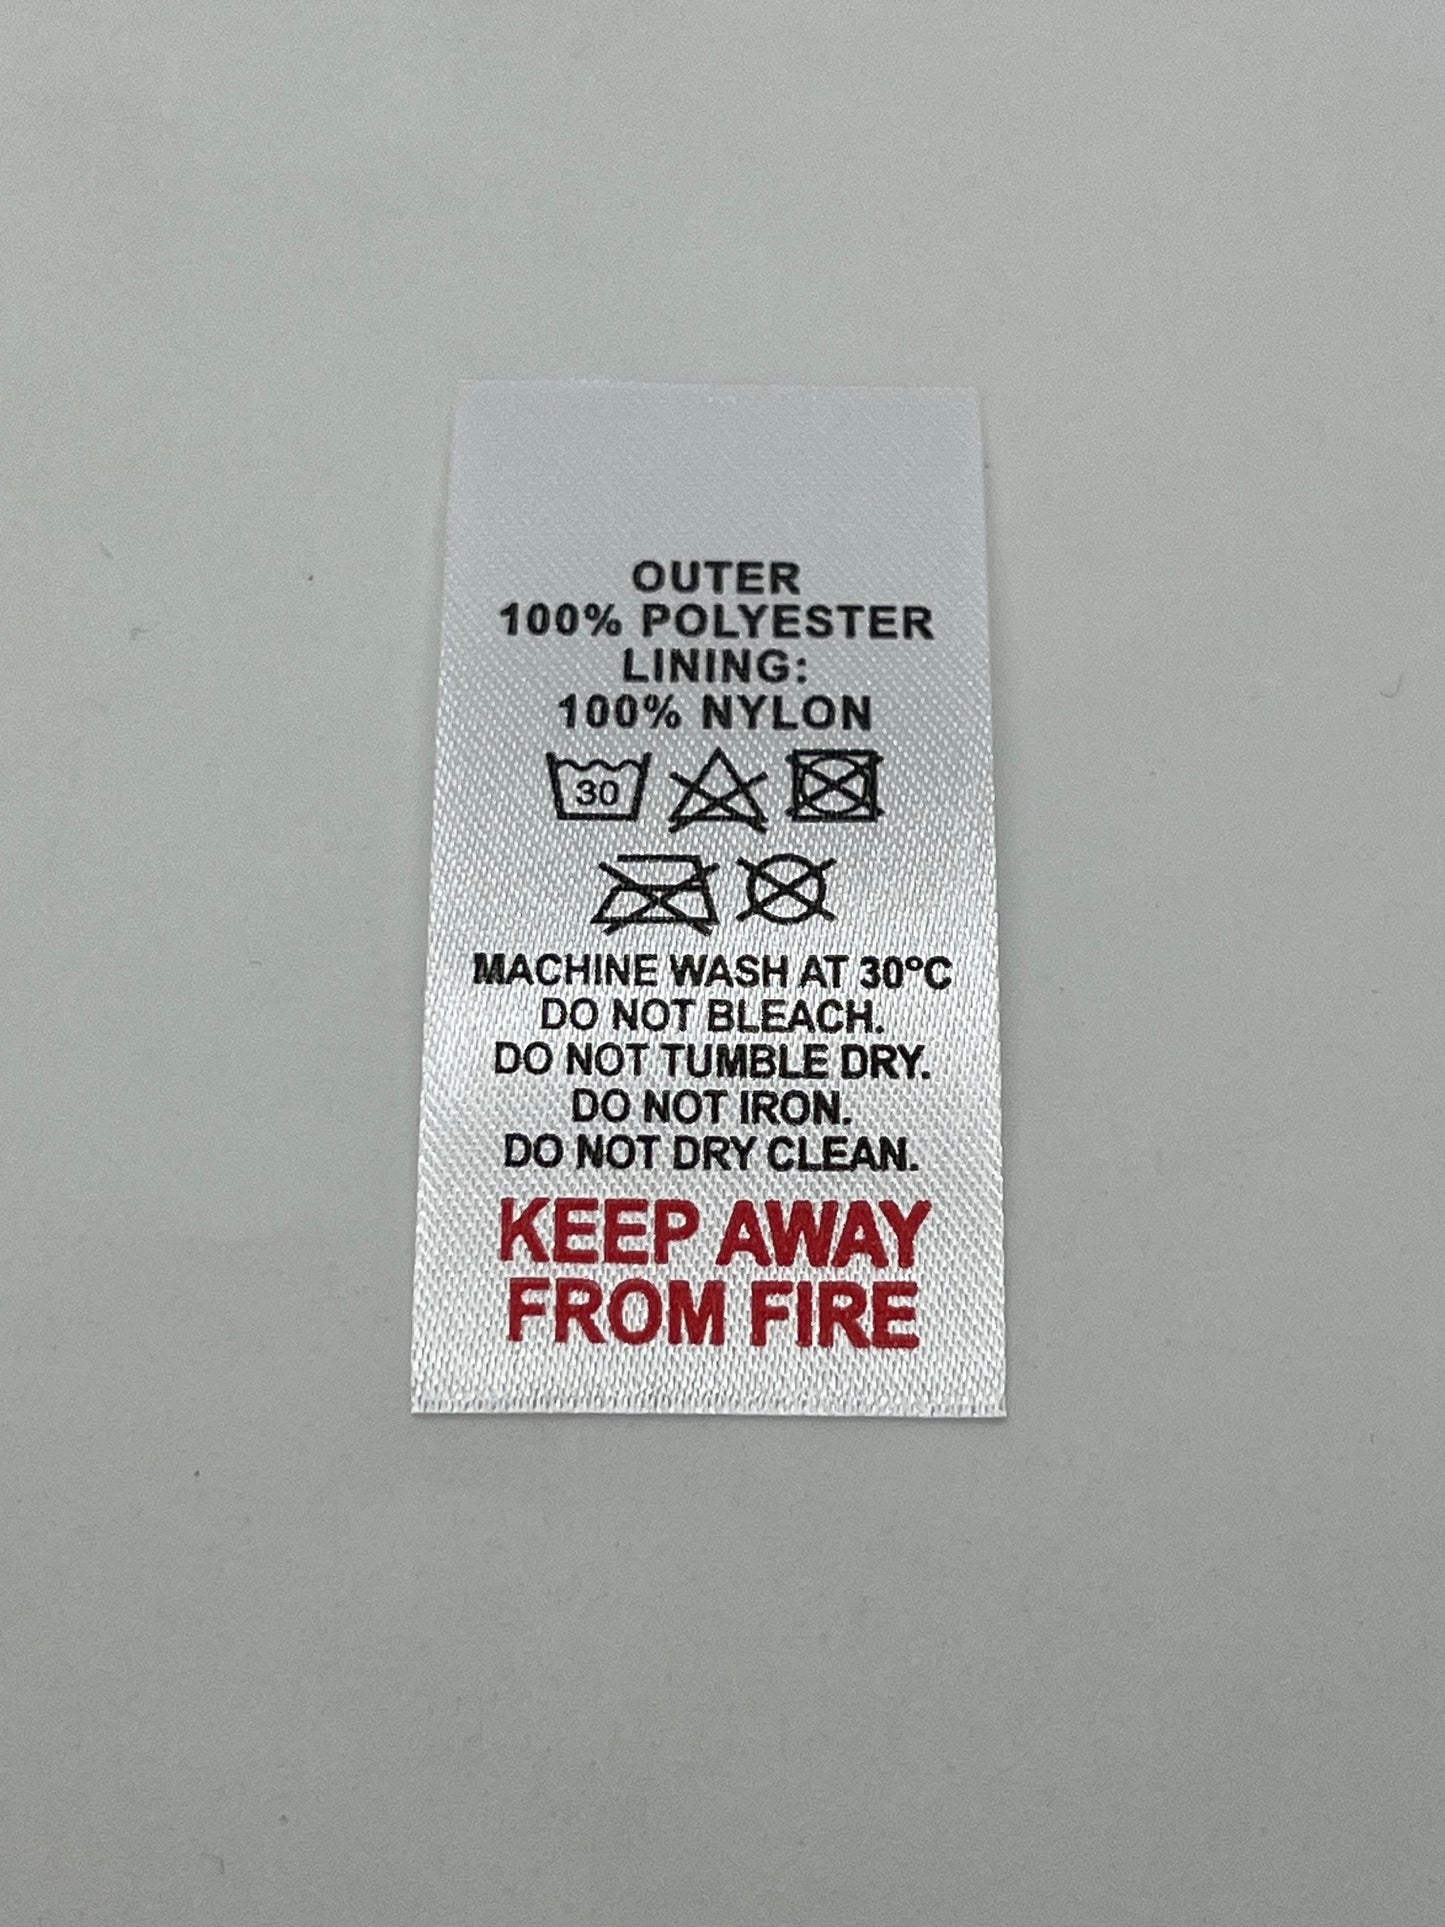 OUTER
100% POLYESTER
LINING:
100% NYLON
30
MACHINE WASH AT 30°C
DO NOT BLEACH.
DO NOT TUMBLE DRY.
DO NOT IRON.
DO NOT DRY CLEAN.
KEEP AWAY
FROM FIRE